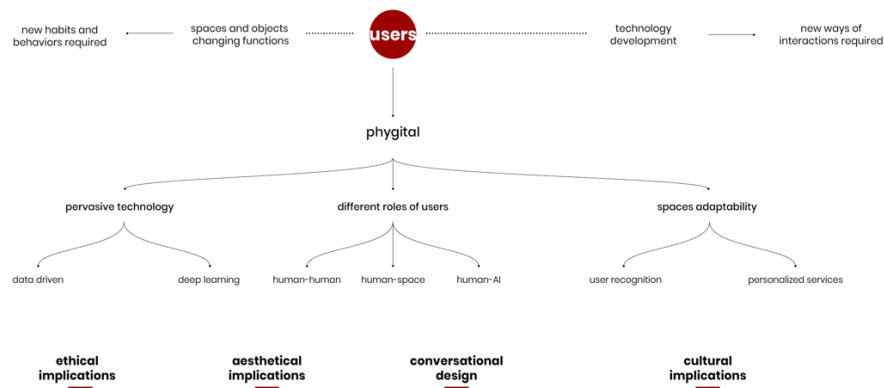 new habits and
behaviors required
spaces and objects
changing functions
users
technology
development
new ways of
interactions required
phygital
pervasive technology
different roles of users
spaces adaptability
data driven
deep learning
human-human
human-space
human-AI
user recognition
personalized services
ethical
implications
aesthetical
implications
conversational
design
cultural
implications